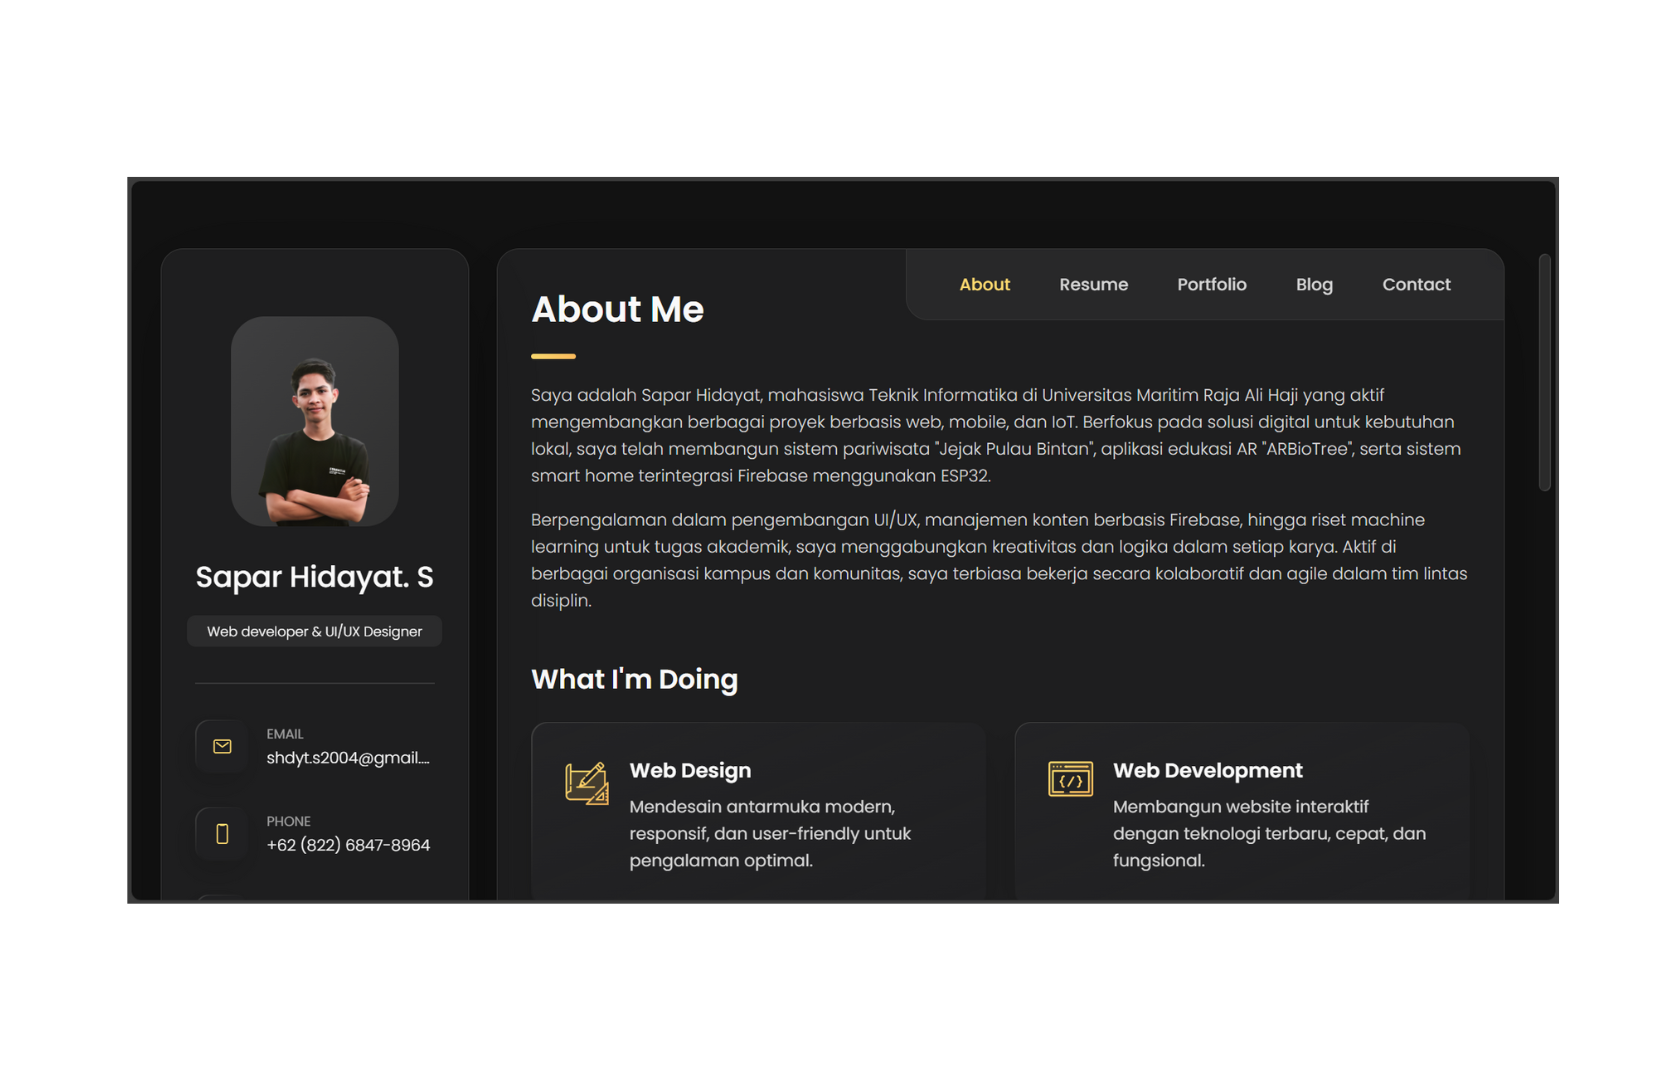 Sapar Hidayat. S
Web developer & UI/UX Designer
EMAIL
shdyt.s2004@gmail....
PHONE
+62 (822) 6847-8964
About
Resume
Portfolio
Blog
Contact
About Me
Saya adalah Sapar Hidayat, mahasiswa Teknik Informatika di Universitas Maritim Raja Ali Haji yang aktif
mengembangkan berbagai proyek berbasis web, mobile, dan IoT. Berfokus pada solusi digital untuk kebutuhan
lokal, saya telah membangun sistem pariwisata "Jejak Pulau Bintan", aplikasi edukasi AR "ARBioTree", serta sistem
smart home terintegrasi Firebase menggunakan ESP32.
Berpengalaman dalam pengembangan UI/UX, manajemen konten berbasis Firebase, hingga riset machine
learning untuk tugas akademik, saya menggabungkan kreativitas dan logika dalam setiap karya. Aktif di
berbagai organisasi kampus dan komunitas, saya terbiasa bekerja secara kolaboratif dan agile dalam tim lintas
disiplin.
What I'm Doing
Web Design
Mendesain antarmuka modern,
responsif, dan user-friendly untuk
pengalaman optimal.
Web Development
Membangun website interaktif
dengan teknologi terbaru, cepat, dan
fungsional.